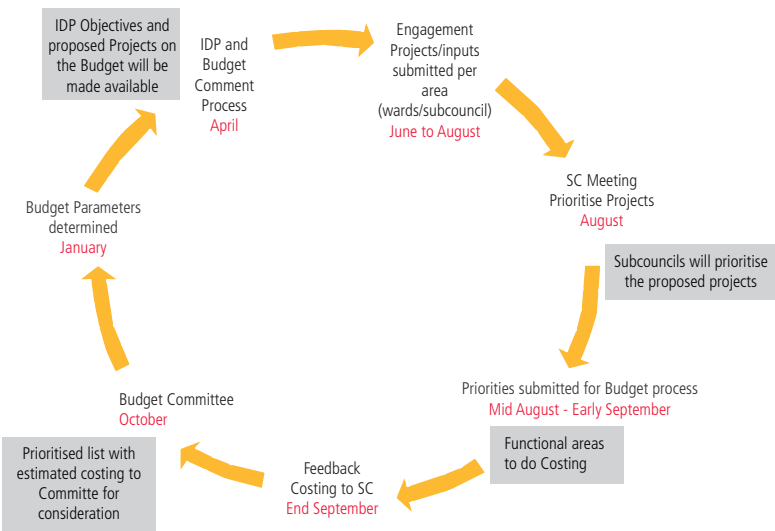 IDP Objectives and
proposed Projects on
the Budget will be
made available
IDP and
Budget
Comment
Process
April
Engagement
Projects/inputs
submitted per
area
(wards/subcouncil)
June to August
SC Meeting
Prioritise Projects
August
Subcouncils will prioritise
the proposed projects
Priorities submitted for Budget process
Mid August - Early September
Functional areas
to do Costing
Feedback
Costing to SC
End September
Budget Committee
October
Prioritised list with
estimated costing to
Committe for
consideration
Budget Parameters
determined
January